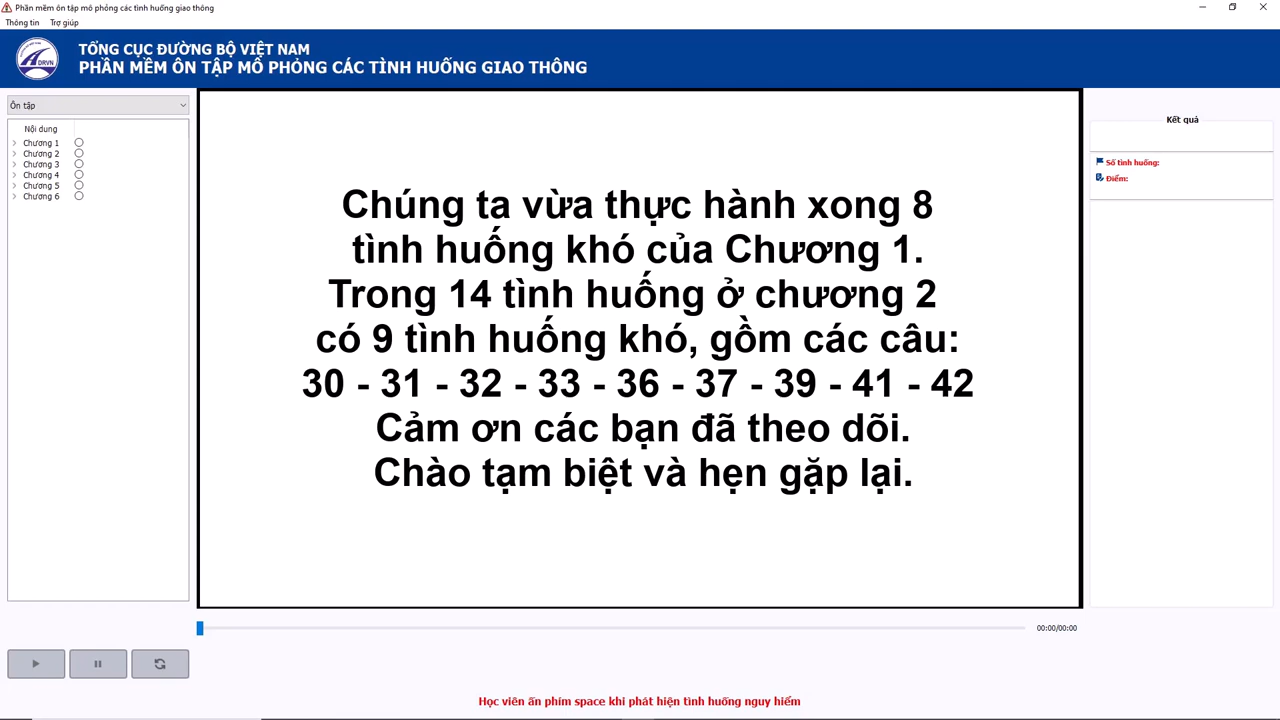 Phần mềm ôn tập mô phỏng các tình huống giao thông
Thông tin Trợ giúp
TỔNG CỤC ĐƯỜNG BỘ VIỆT NAM
PHẦN MỀM ÔN TẬP MÔ PHỎNG CÁC TÌNH HUỐNG GIAO THÔNG
DRVN
Ôn tập
Nội dung
Chương 1
Chương 2
Chương 3
Chương 4
Chương 5
Chương 6
Chúng ta vừa thực hành xong 8
tình huống khó của Chương 1.
Trong 14 tình huống ở chương 2
có 9 tình huống khó, gồm các câu:
30 - 31 - 32 - 33 - 36 - 37 - 39 - 41 - 42
Cảm ơn các bạn đã theo dõi.
Chào tạm biệt và hẹn gặp lại.
Kết quả
Số tình huống:
Điểm:
00:00/00:00
Học viên ấn phím space khi phát hiện tình huống nguy hiểm